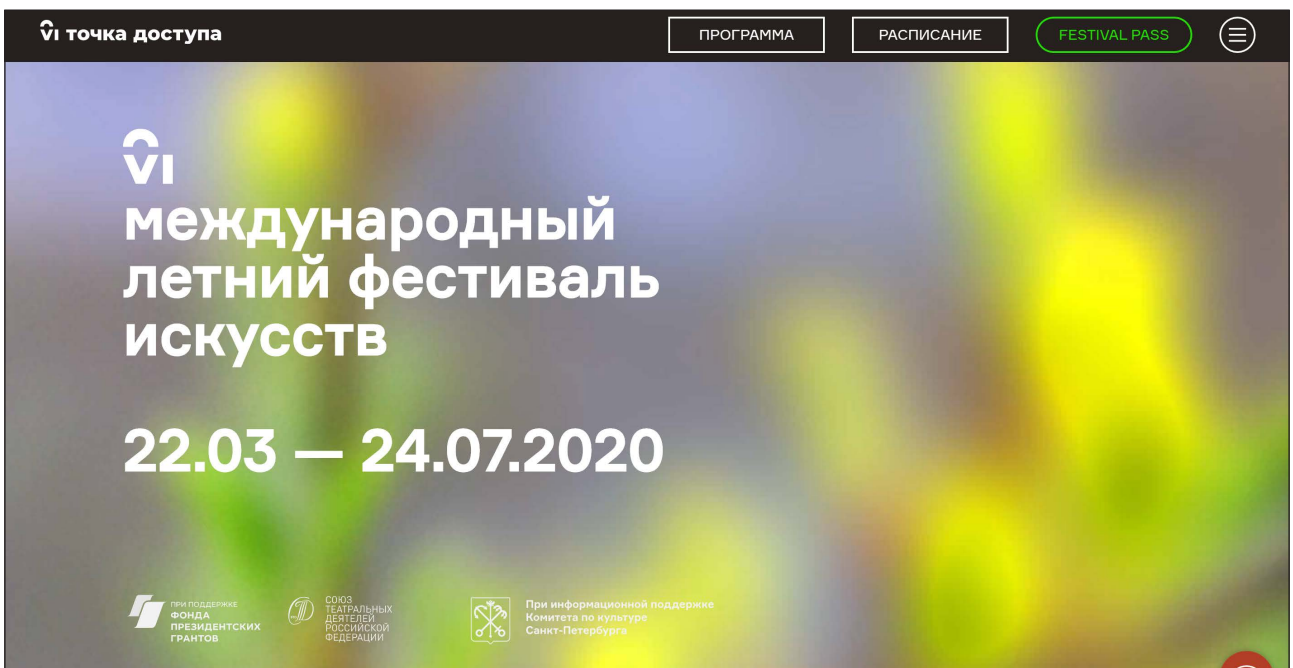 VI точка доступа
ПРОГРАММА
РАСПИСАНИЕ
FESTIVAL PASS
VI
международный
летний фестиваль
искусств
22.03 — 24.07.2020
ПРИ ПОДДЕРЖКЕ
ФОНДА
ПРЕЗИДЕНТСКИХ
ГРАНТОВ
СОЮЗ
ТЕАТРАЛЬНЫХ
ДЕЯТЕЛЕЙ
РОССИЙСКОЙ
ФЕДЕРАЦИИ
При информационной поддержке
Комитета по культуре
Санкт-Петербурга